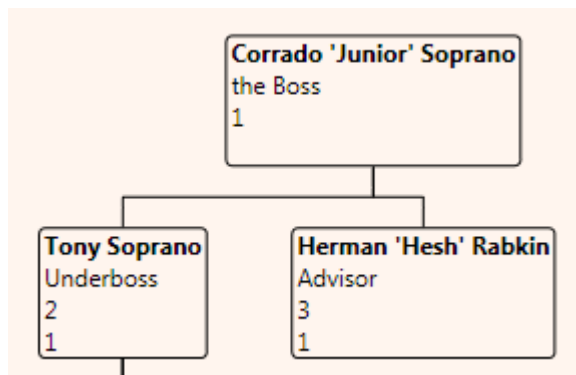 Corrado 'Junior' Soprano
the Boss
1
Tony Soprano
Underboss
2
1
Herman 'Hesh' Rabkin
Advisor
3
1